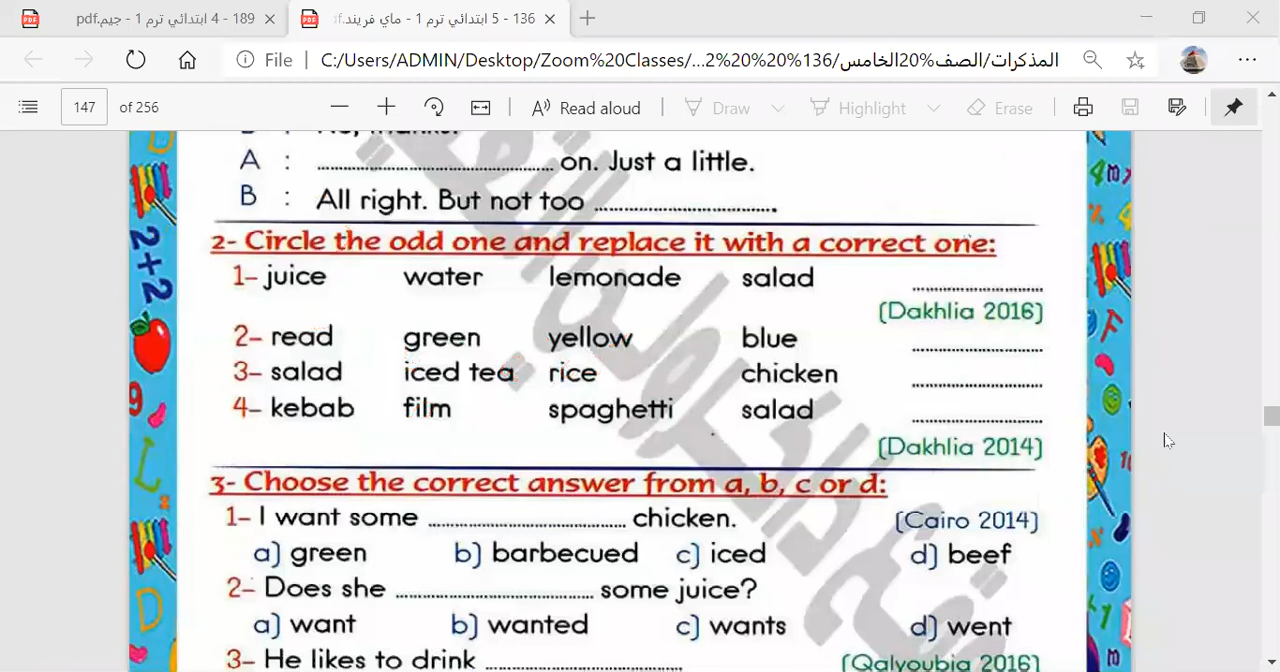 189 - 4 ابتدائي ترم 1 - جيم.pdf
136 - 5 ابتدائي ترم 1 - ماي فريند.
File C:/Users/ADMIN/Desktop/Zoom%20Classes/المذكرات/الصف%20الخامس/136%20%20%202...
147 of 256 Read aloud Draw Highlight Erase
A : ........................ on. Just a little.
B : All right. But not too ........................
2- Circle the odd one and replace it with a correct one:
1- juice water lemonade salad ........................
(Dakhlia 2016)
2- read green yellow blue ........................
3- salad iced tea rice chicken ........................
4- kebab film spaghetti salad ........................
(Dakhlia 2014)
3- Choose the correct answer from a, b, c or d:
1- I want some ........................ chicken. (Cairo 2014)
a) green b) barbecued c) iced d) beef
2- Does she ........................ some juice?
a) want b) wanted c) wants d) went
3- He likes to drink ........................ (Qalyoubia 2016)